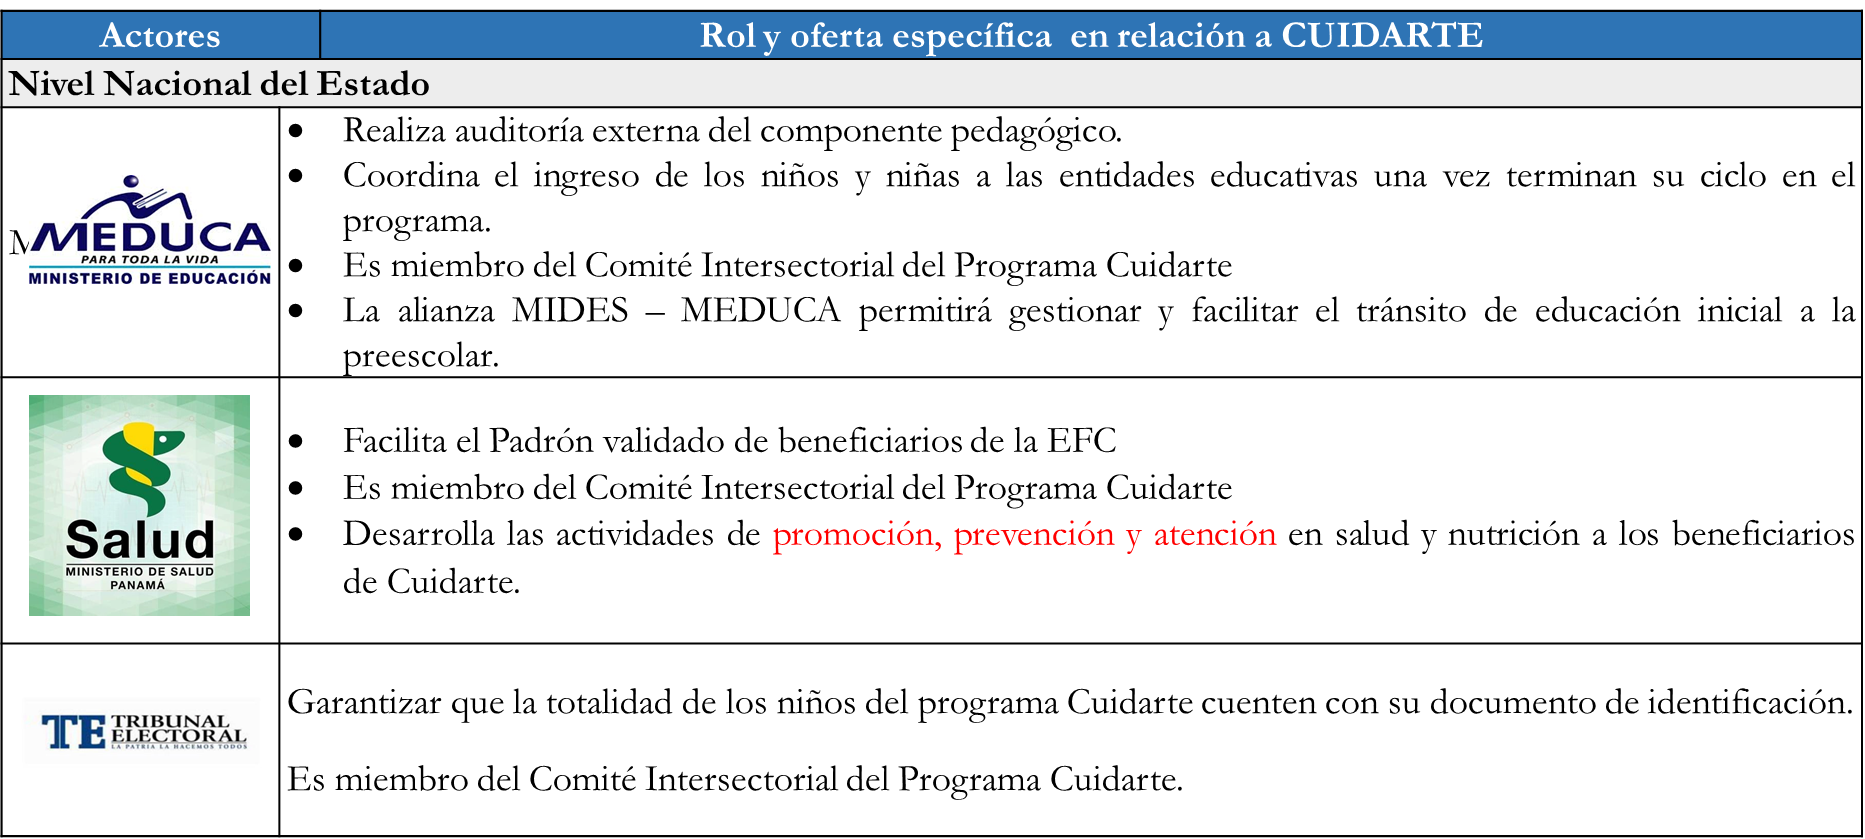 Actores Rol y oferta específica en relación a CUIDARTE
Nivel Nacional del Estado
M
MEDUCA
PARA TODA LA VIDA
MINISTERIO DE EDUCACIÓN
• Realiza auditoría externa del componente pedagógico.
• Coordina el ingreso de los niños y niñas a las entidades educativas una vez terminan su ciclo en el
programa.
• Es miembro del Comité Intersectorial del Programa Cuidarte
• La alianza MIDES – MEDUCA permitirá gestionar y facilitar el tránsito de educación inicial a la
preescolar.
Salud
MINISTERIO DE SALUD
PANAMÁ
• Facilita el Padrón validado de beneficiarios de la EFC
• Es miembro del Comité Intersectorial del Programa Cuidarte
• Desarrolla las actividades de promoción, prevención y atención en salud y nutrición a los beneficiarios
de Cuidarte.
TE TRIBUNAL
ELECTORAL
LA PATRIA LA HACEMOS TODOS
Garantizar que la totalidad de los niños del programa Cuidarte cuenten con su documento de identificación.
Es miembro del Comité Intersectorial del Programa Cuidarte.